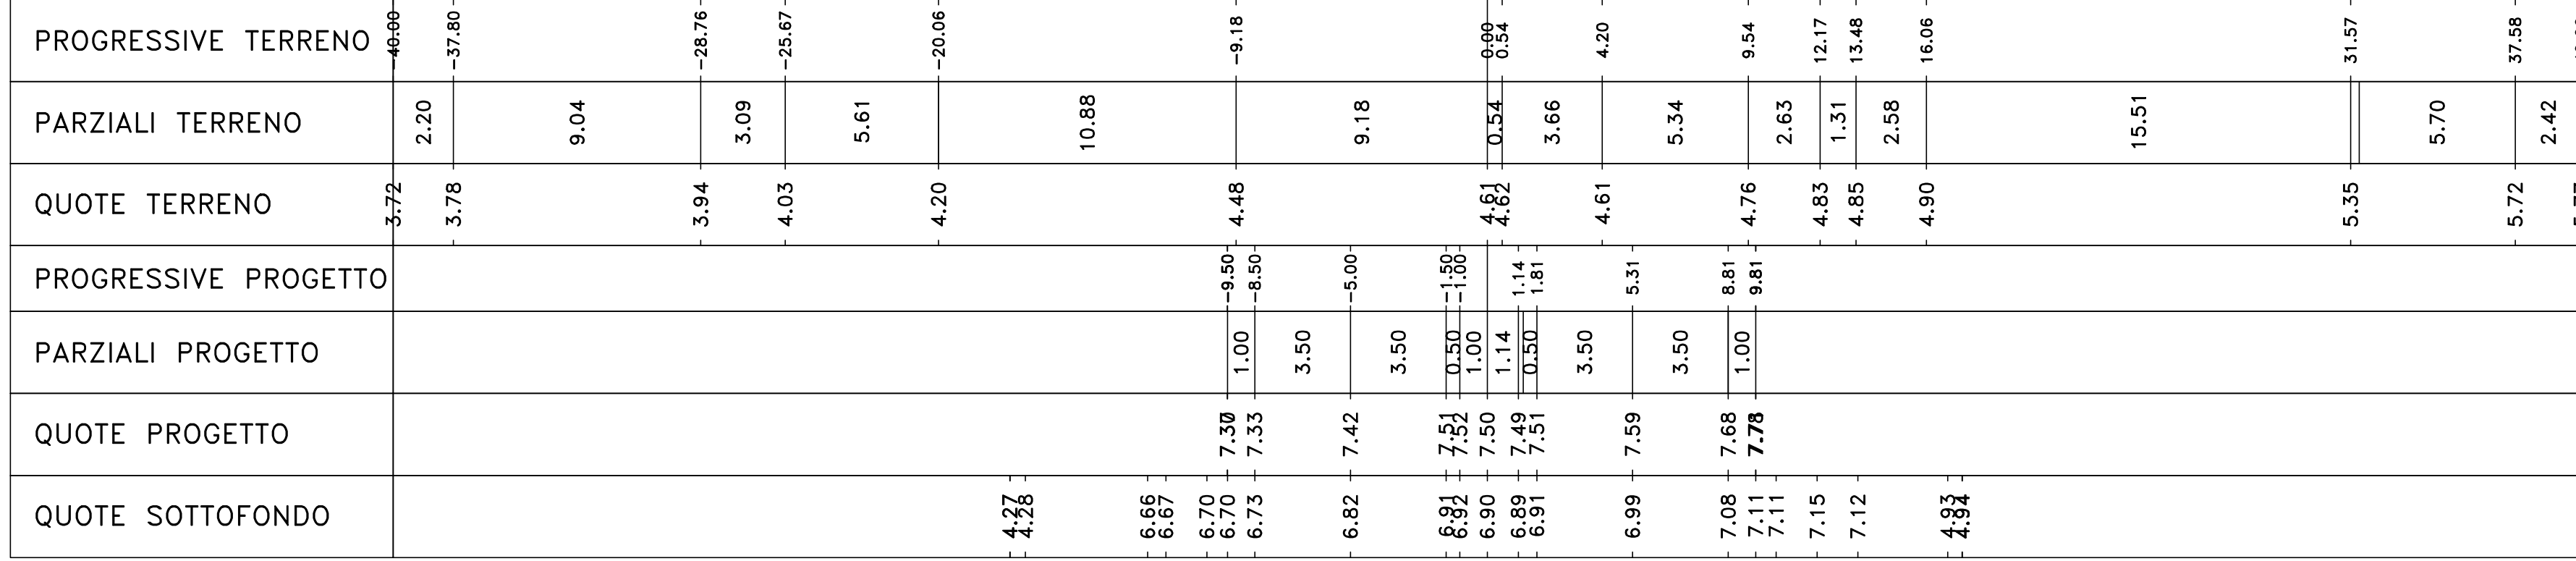 PROGRESSIVE TERRENO -40.00 -37.80 -28.76 -25.67 -20.06 -9.18 0.00 0.54 4.20 9.54 12.17 13.48 16.06 31.57 37.58
PARZIALI TERRENO 2.20 9.04 3.09 5.61 10.88 9.18 0.54 3.66 5.34 2.63 1.31 2.58 15.51 5.70 2.42
QUOTE TERRENO 3.72 3.78 3.94 4.03 4.20 4.48 4.61 4.62 4.61 4.76 4.83 4.85 4.90 5.35 5.72
PROGRESSIVE PROGETTO -9.50 -8.50 -5.00 -1.50 -1.00 1.14 1.81 5.31 8.81 9.81
PARZIALI PROGETTO 1.00 3.50 3.50 0.50 1.00 1.14 0.50 3.50 3.50 1.00
QUOTE PROGETTO 7.33 7.42 7.51 7.52 7.50 7.49 7.51 7.59 7.68
QUOTE SOTTOFONDO 4.27 4.28 6.66 6.67 6.70 6.70 6.73 6.82 6.91 6.92 6.90 6.89 6.91 6.99 7.08 7.11 7.11 7.15 7.12 4.93 4.94